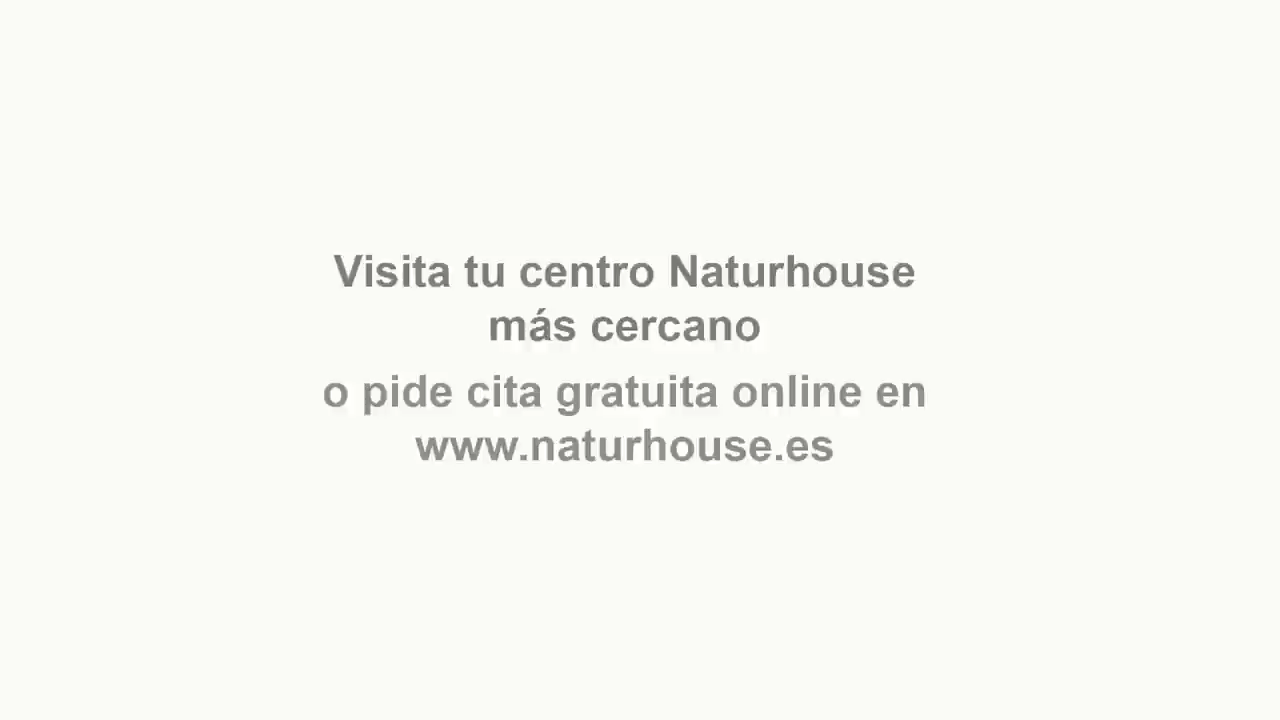 Visita tu centro Naturhouse
más cercano
o pide cita gratuita online en
www.naturhouse.es